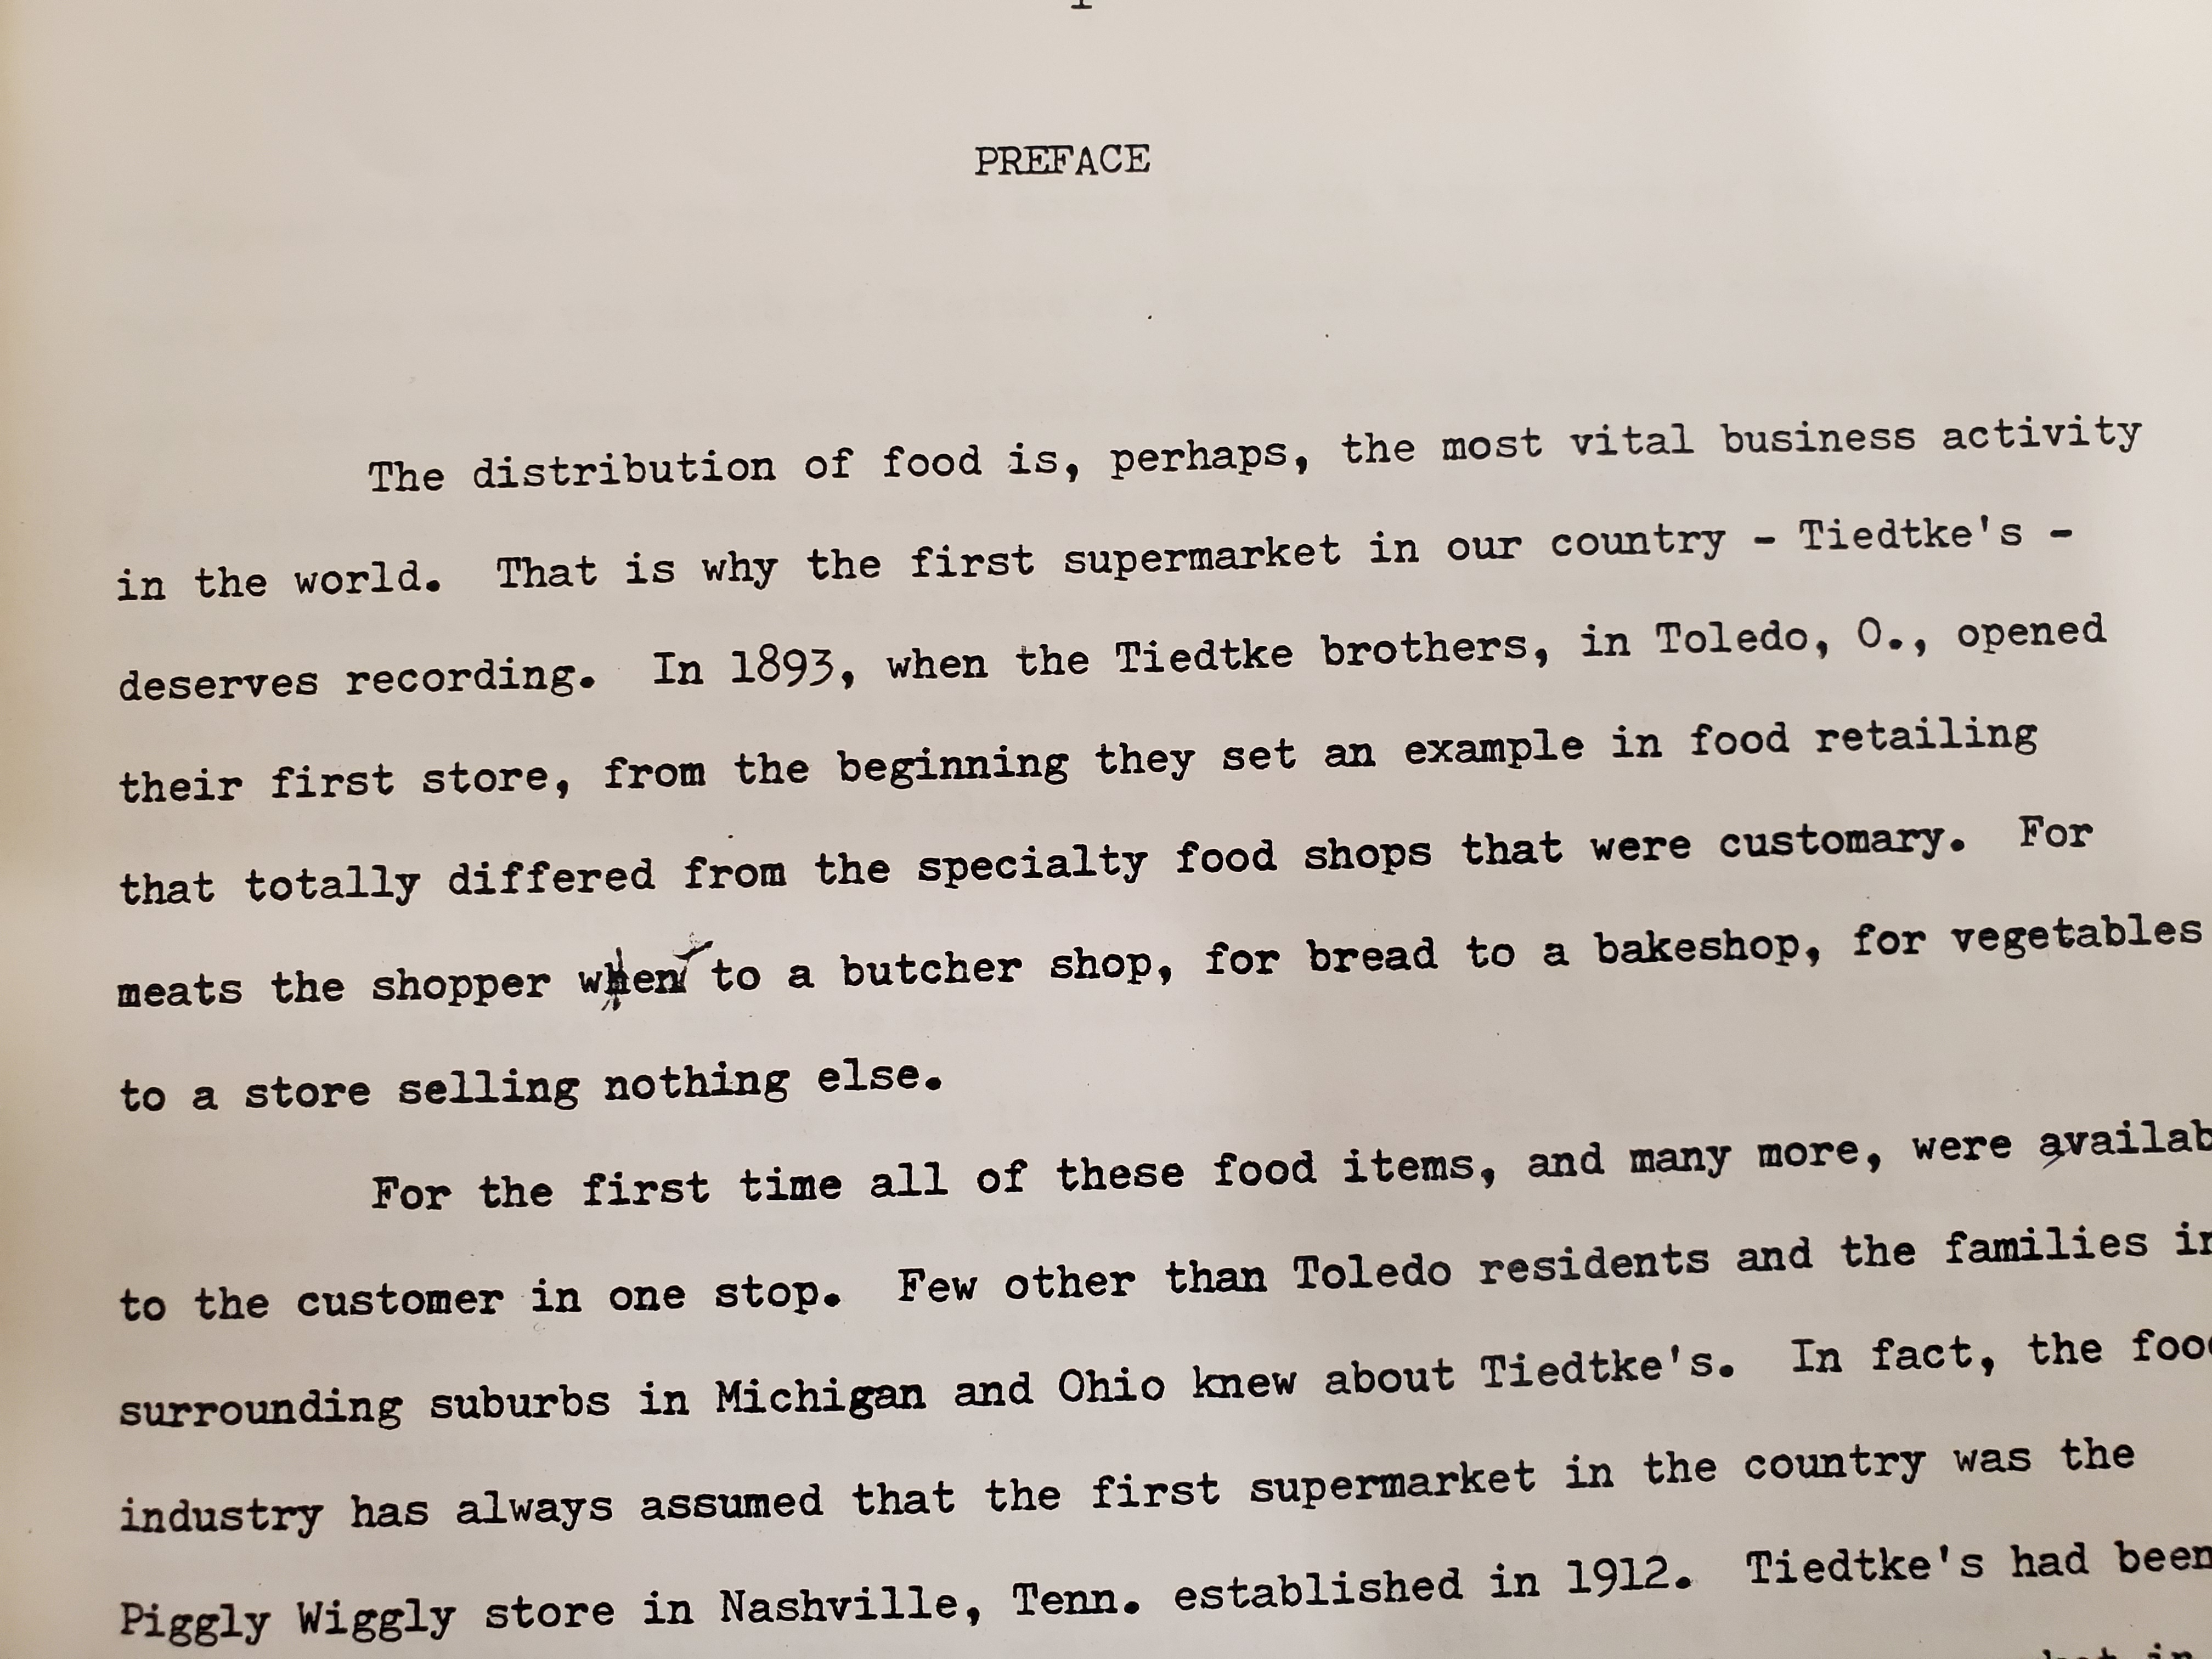 PREFACE
The distribution of food is, perhaps, the most vital business activity
in the world. That is why the first supermarket in our country - Tiedtke's -
deserves recording. In 1893, when the Tiedtke brothers, in Toledo, O., opened
their first store, from the beginning they set an example in food retailing
that totally differed from the specialty food shops that were customary. For
meats the shopper went to a butcher shop, for bread to a bakeshop, for vegetables
to a store selling nothing else.
For the first time all of these food items, and many more, were availab
to the customer in one stop. Few other than Toledo residents and the families in
surrounding suburbs in Michigan and Ohio knew about Tiedtke's. In fact, the food
industry has always assumed that the first supermarket in the country was the
Piggly Wiggly store in Nashville, Tenn. established in 1912. Tiedtke's had been